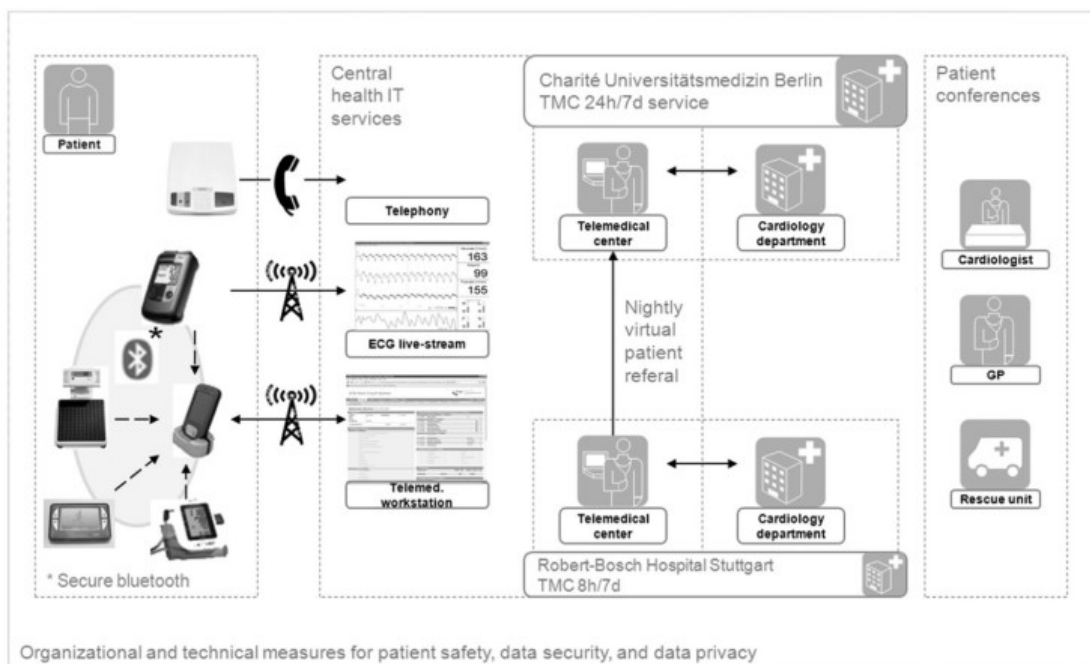 Patient
Central
health IT
services
Charité Universitätsmedizin Berlin
TMC 24h/7d service
Patient
conferences
Telephony
Telemedical
center
Cardiology
department
Cardiologist
163
99
155
ECG live-stream
Nightly
virtual
patient
referal
GP
*
Telemed.
workstation
Telemedical
center
Cardiology
department
Rescue unit
* Secure bluetooth
Robert-Bosch Hospital Stuttgart
TMC 8h/7d
Organizational and technical measures for patient safety, data security, and data privacy